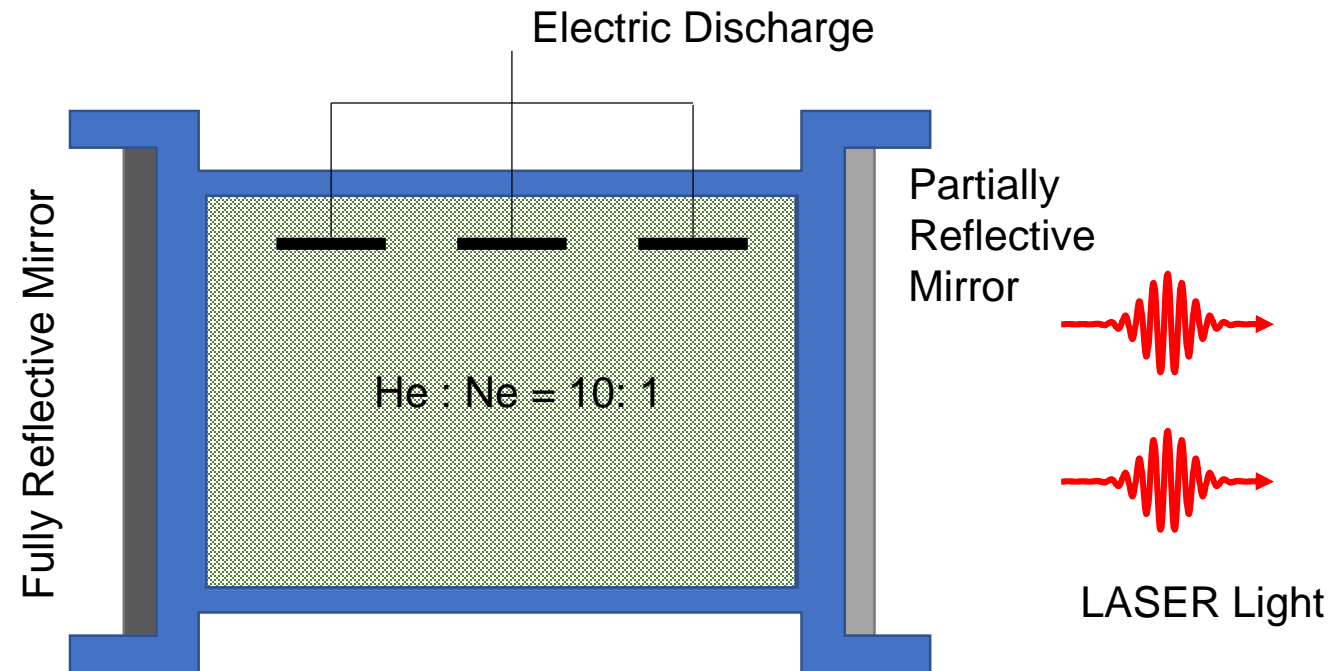 Electric Discharge
Fully Reflective Mirror
Partially
Reflective
Mirror
He : Ne = 10: 1
LASER Light